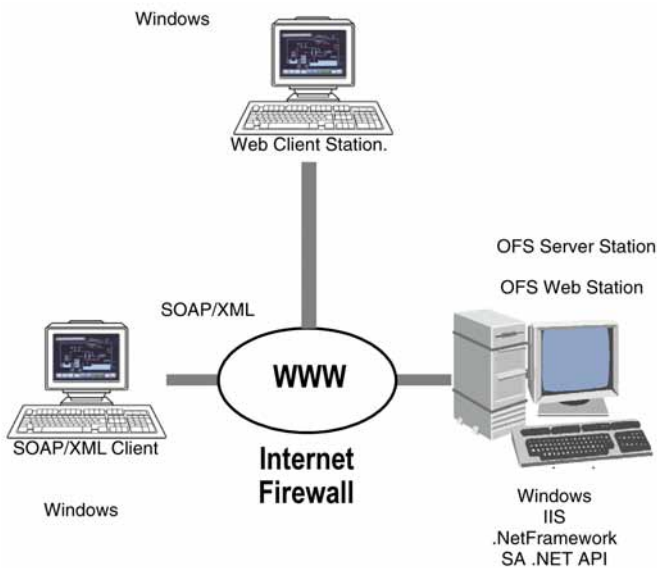 Windows
Web Client Station.
OFS Server Station
OFS Web Station
SOAP/XML
WWW
SOAP/XML Client
Internet
Firewall
Windows
Windows
IIS
.NetFramework
SA .NET API